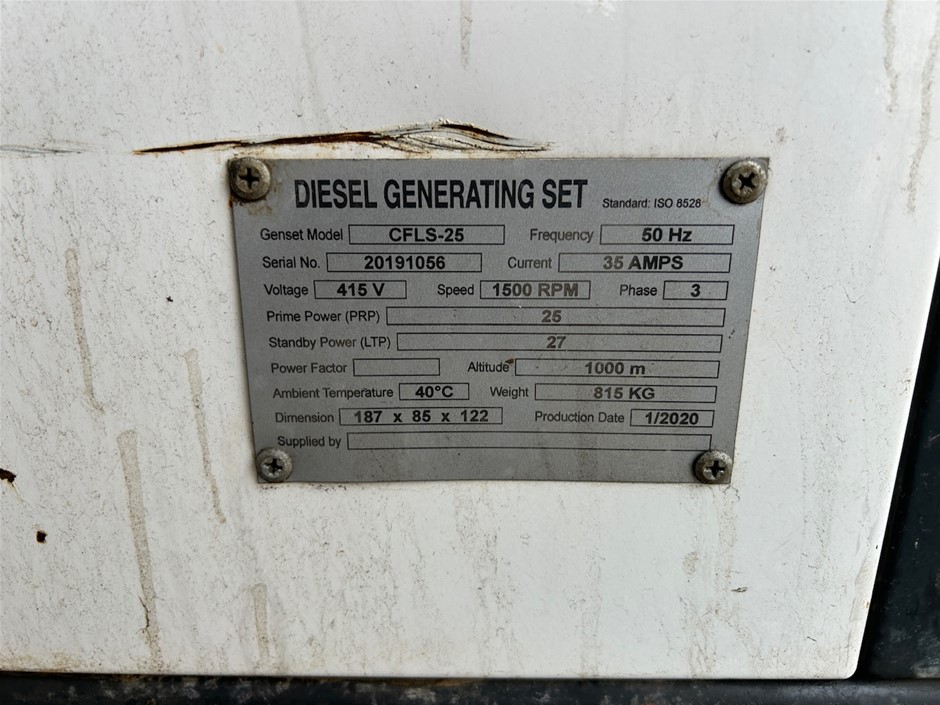 DIESEL GENERATING SET Standard: ISO 8528
Genset Model CFLS-25 Frequency 50 Hz
Serial No. 20191056 Current 35 AMPS
Voltage 415 V Speed 1500 RPM Phase 3
Prime Power (PRP) 25
Standby Power (LTP) 27
Power Factor Altitude 1000 m
Ambient Temperature 40°C Weight 815 KG
Dimension 187 x 85 x 122 Production Date 1/2020
Supplied by